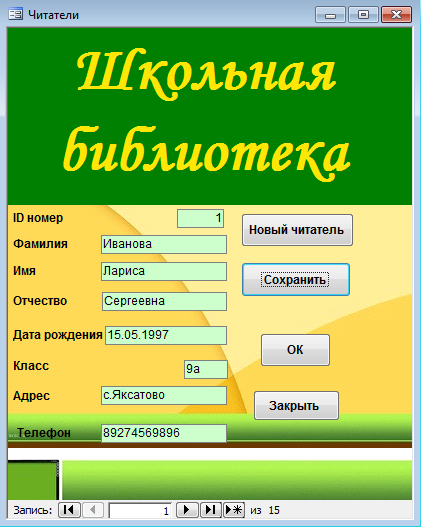 Читатели
Школьная
библиотека
ID номер 1
Новый читатель
Фамилия Иванова
Имя Лариса
Сохранить
Отчество Сергеевна
Дата рождения 15.05.1997
ОК
Класс 9а
Адрес с.Яксатово
Закрыть
Телефон 89274569896
Запись: 1 из 15